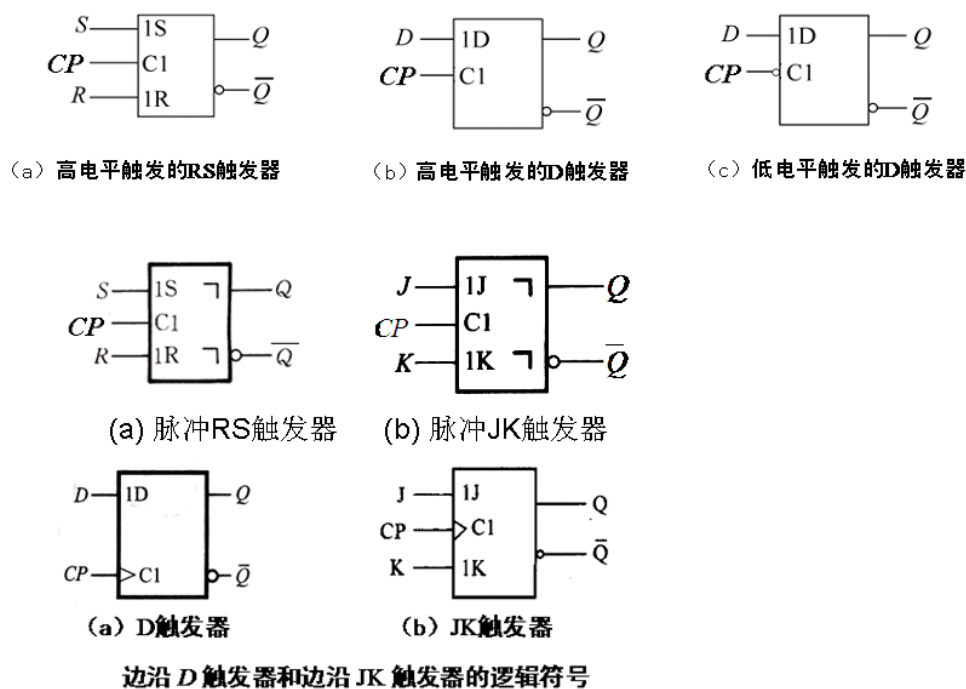 S 1S Q
CP C1
R 1R Q̅
D 1D Q
CP C1
Q̅
D 1D Q
CP C1
Q̅
(a) 高电平触发的RS触发器
(b) 高电平触发的D触发器
(c) 低电平触发的D触发器
S 1S ㄱ Q
CP C1
R 1R ㄱ Q̅
J 1J ㄱ Q
CP C1
K 1K ㄱ Q̅
(a) 脉冲RS触发器
(b) 脉冲JK触发器
D 1D Q
CP C1 Q̅
J 1J Q
CP C1
K 1K Q̅
(a) D触发器
(b) JK触发器
边沿 D 触发器和边沿 JK 触发器的逻辑符号